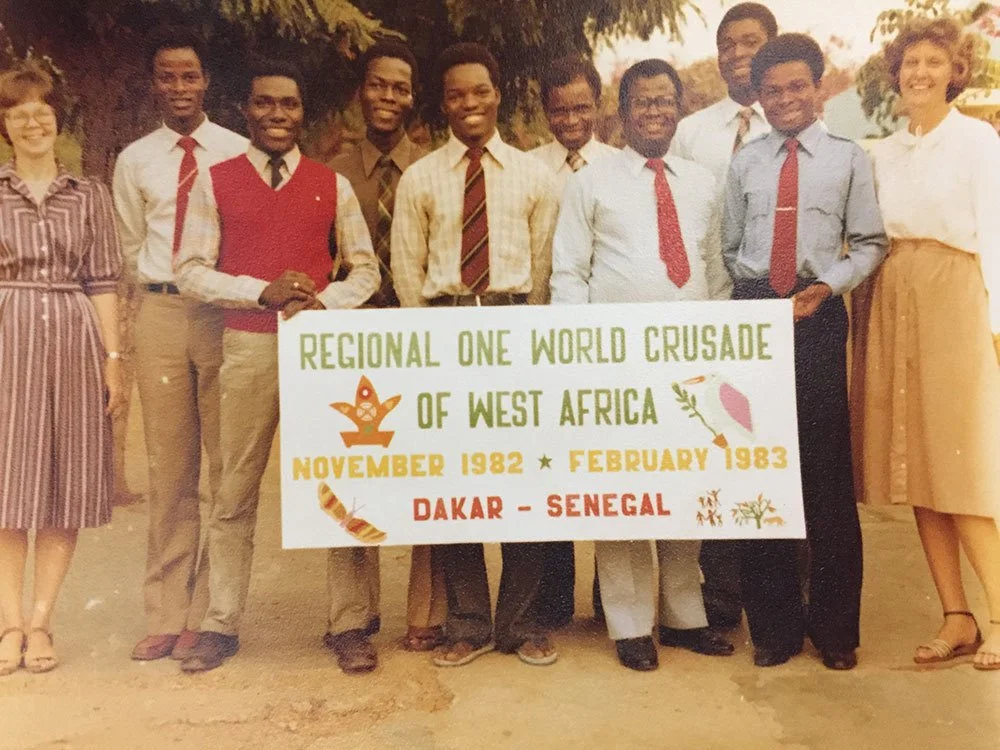 REGIONAL ONE WORLD CRUSADE
OF WEST AFRICA
NOVEMBER 1982 ★ FEBRUARY 1983
DAKAR - SENEGAL